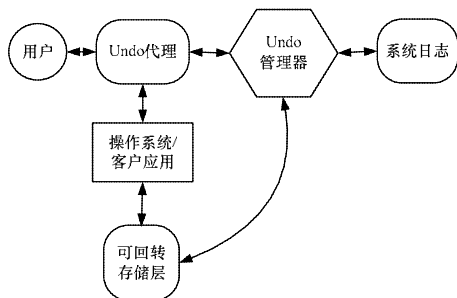 用户
Undo代理
Undo
管理器
系统日志
操作系统/
客户应用
可回转
存储层